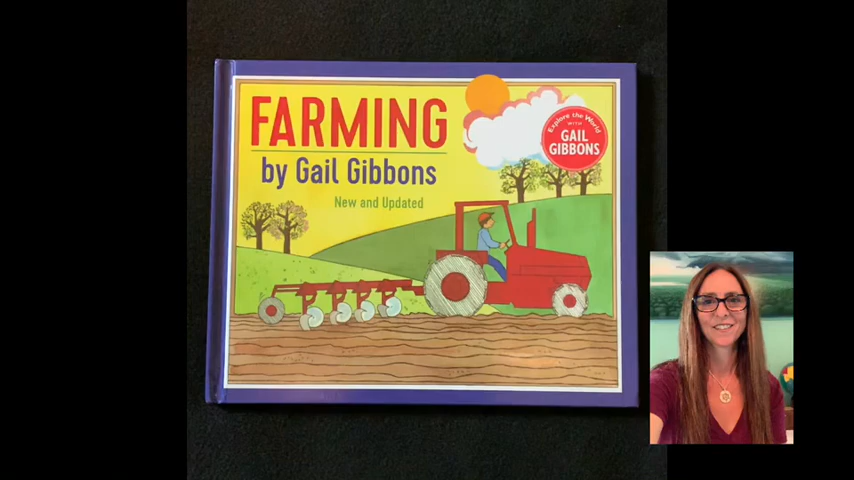 FARMING
by Gail Gibbons
New and Updated
Explore the World
WITH
GAIL
GIBBONS